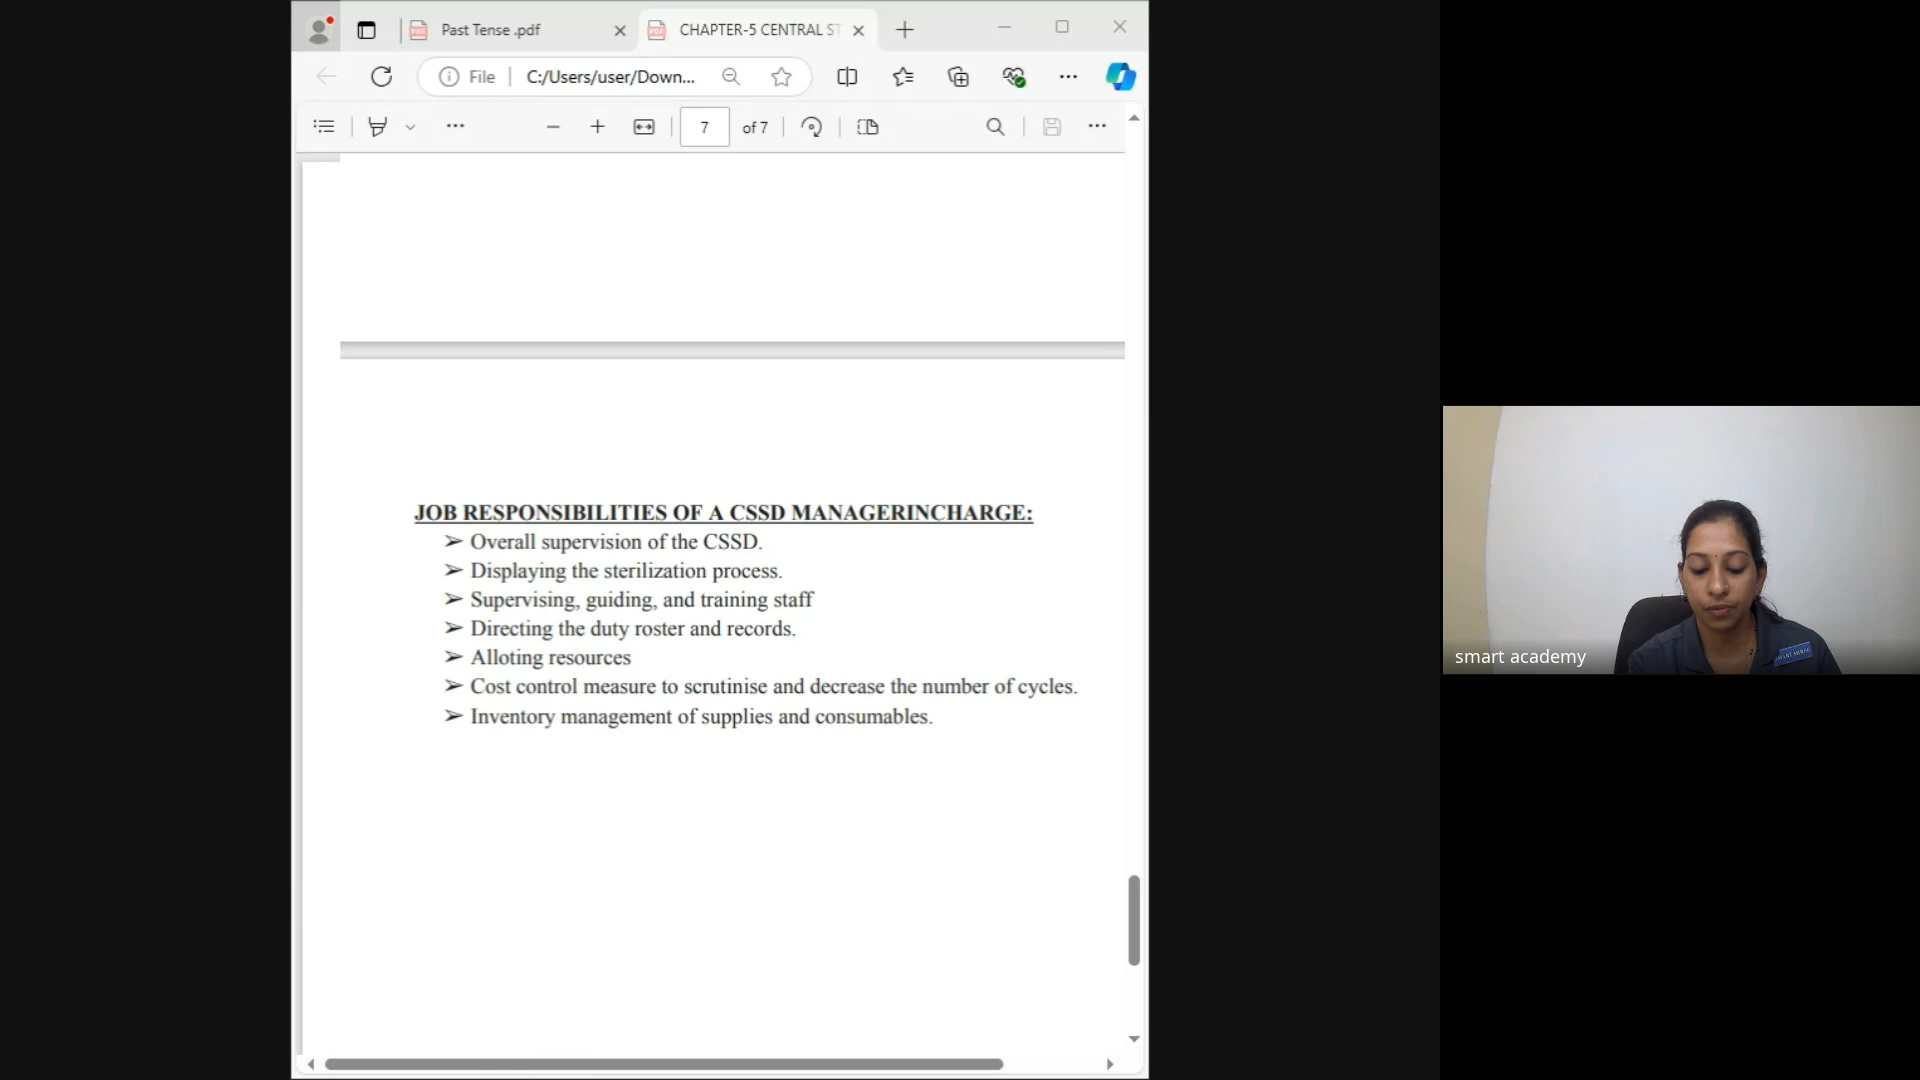 Past Tense .pdf
CHAPTER-5 CENTRAL ST
File
C:/Users/user/Down...
7 of 7
JOB RESPONSIBILITIES OF A CSSD MANAGERINCHARGE:
➢ Overall supervision of the CSSD.
➢ Displaying the sterilization process.
➢ Supervising, guiding, and training staff
➢ Directing the duty roster and records.
➢ Alloting resources
➢ Cost control measure to scrutinise and decrease the number of cycles.
➢ Inventory management of supplies and consumables.
smart academy